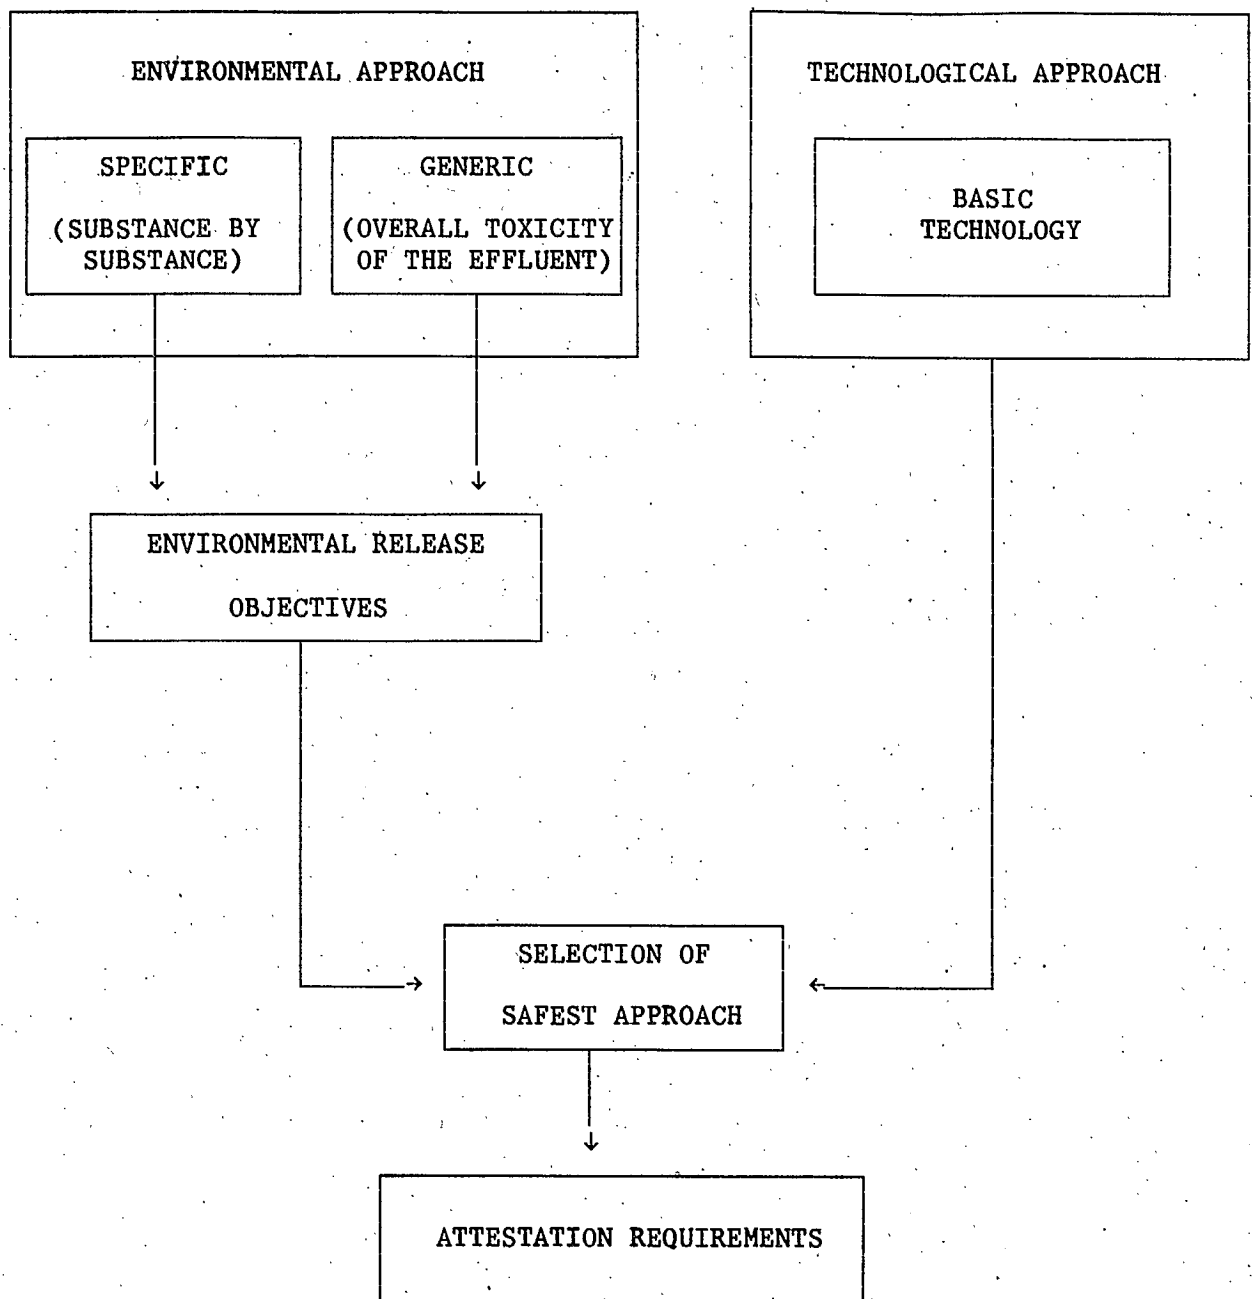 ENVIRONMENTAL APPROACH
SPECIFIC
(SUBSTANCE BY
SUBSTANCE)
GENERIC
(OVERALL TOXICITY
OF THE EFFLUENT)
TECHNOLOGICAL APPROACH
BASIC
TECHNOLOGY
ENVIRONMENTAL RELEASE
OBJECTIVES
SELECTION OF
SAFEST APPROACH
ATTESTATION REQUIREMENTS